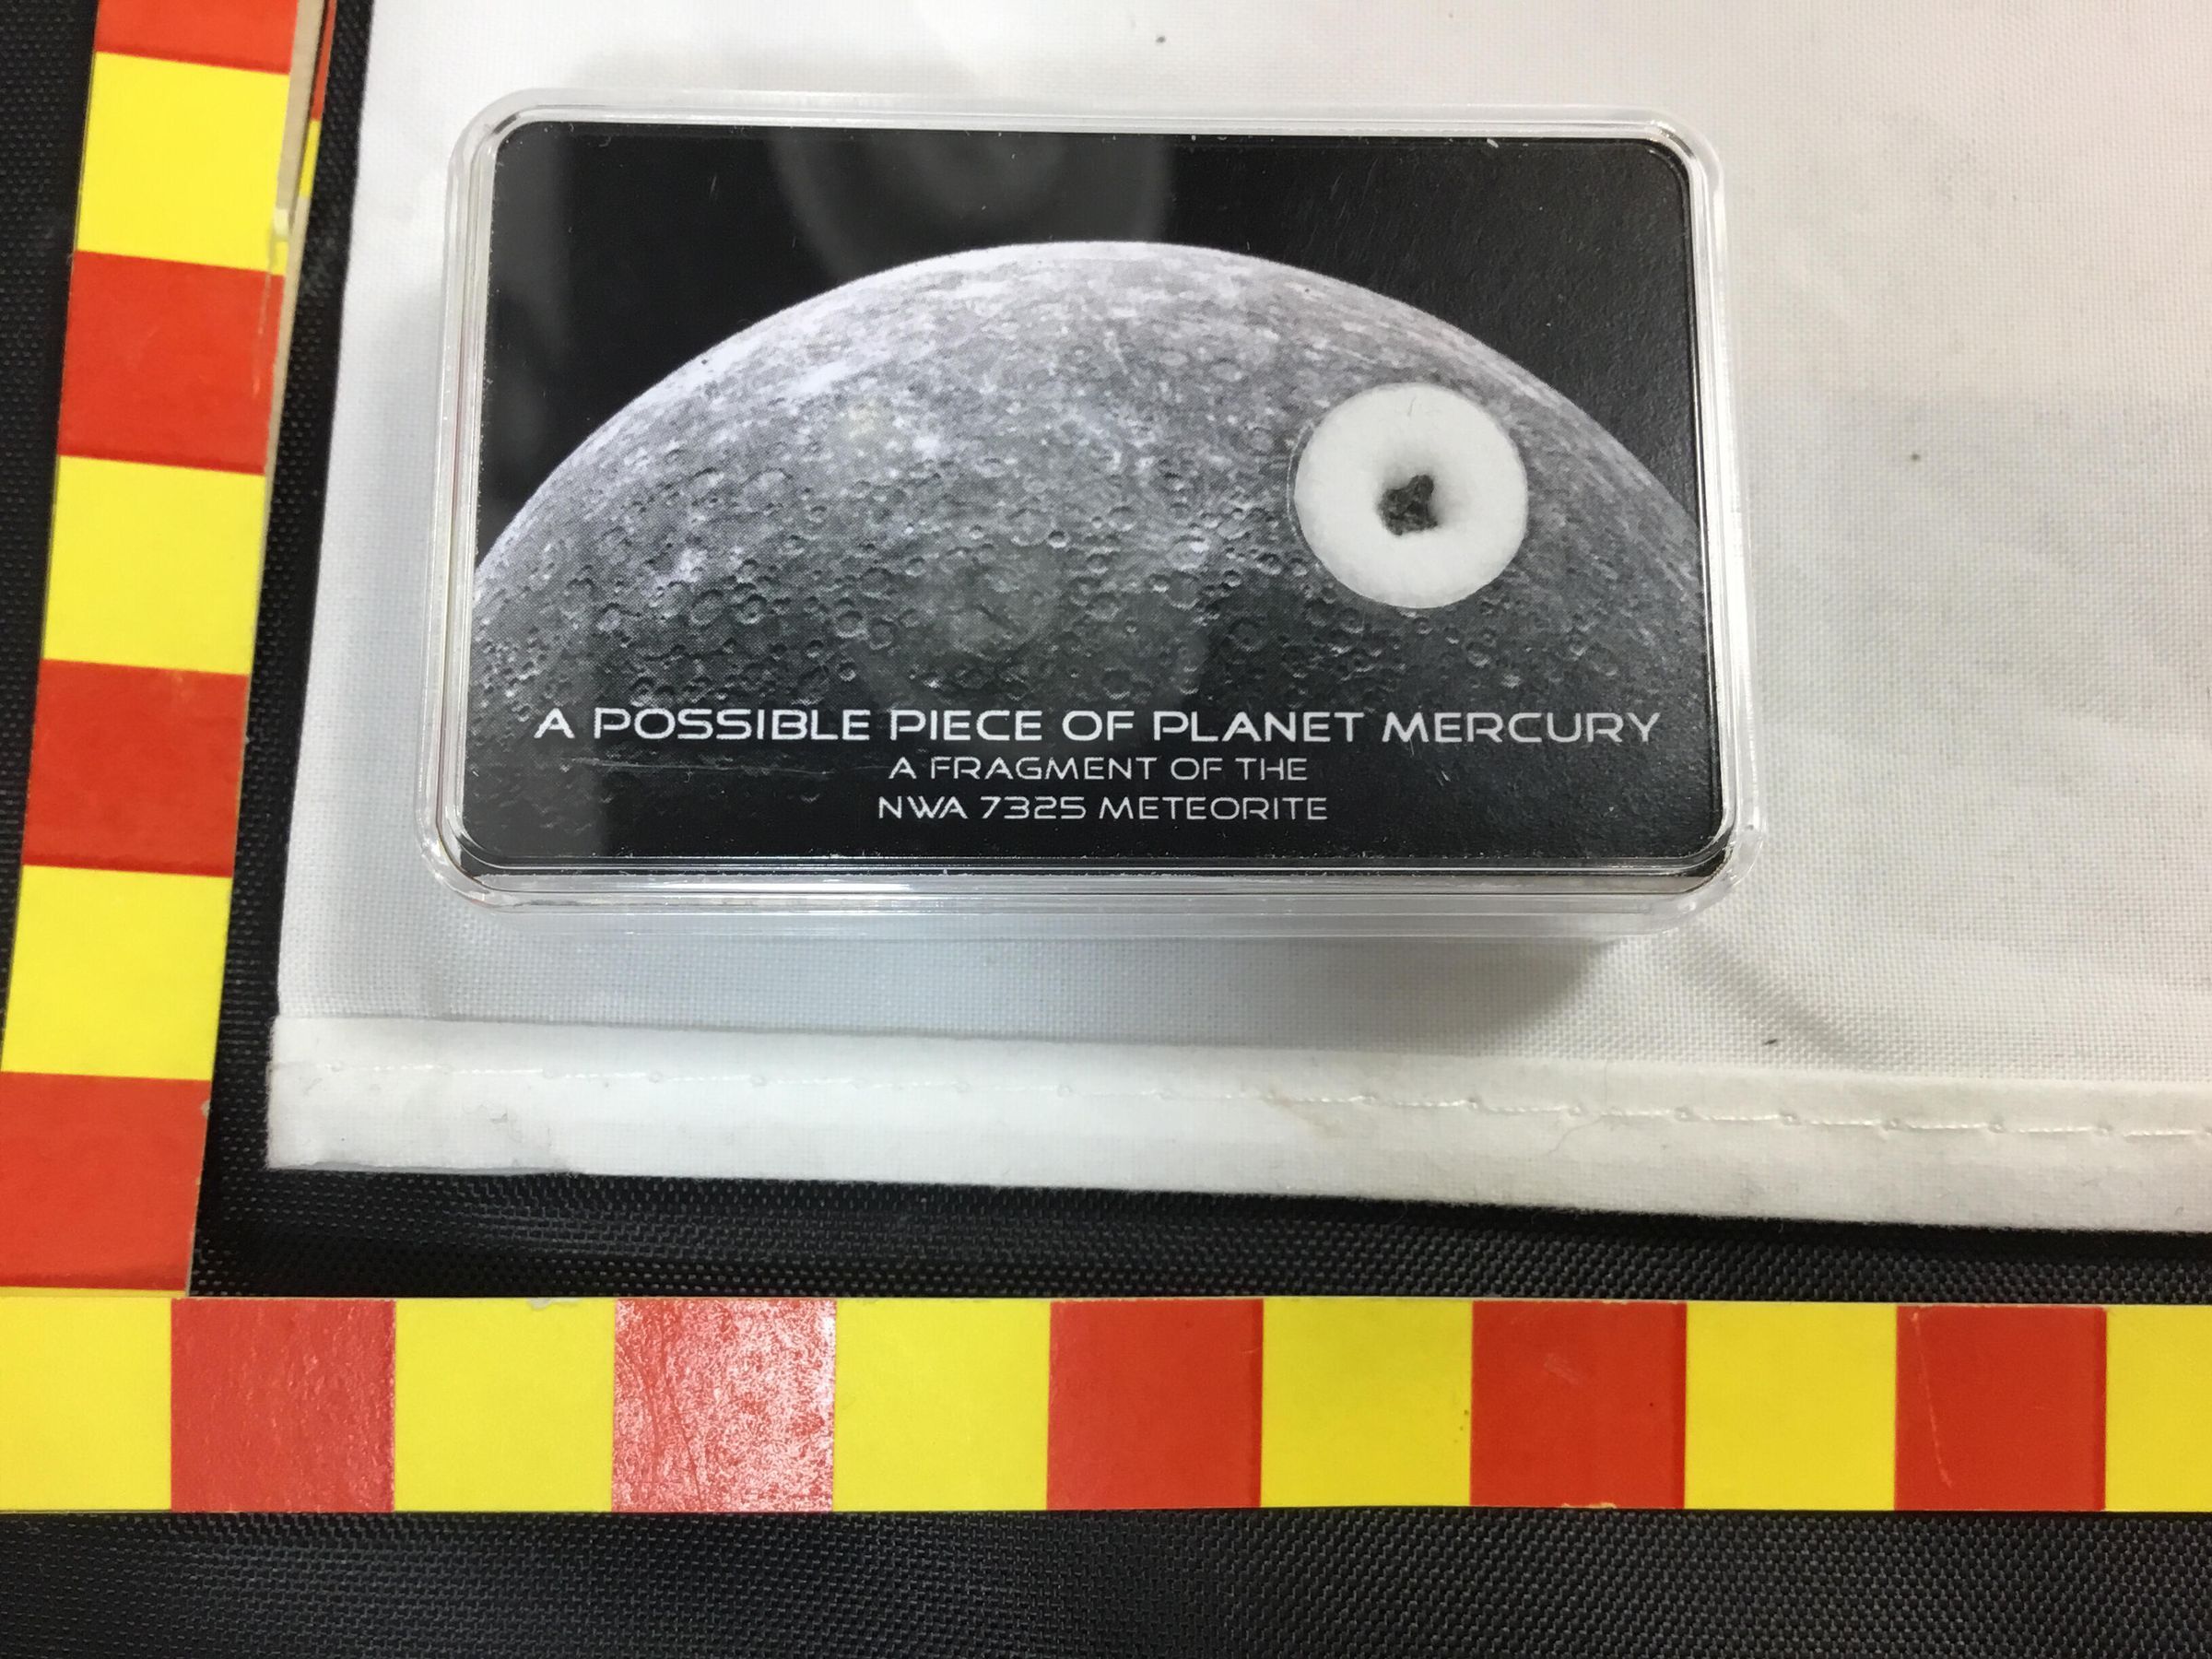 A POSSIBLE PIECE OF PLANET MERCURY
A FRAGMENT OF THE
NWA 7325 METEORITE